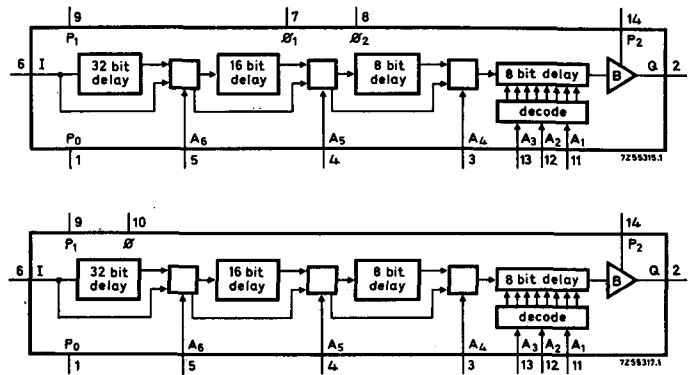 9 7 8 14
P1 Ø1 Ø2 P2
6 I 32 bit delay 16 bit delay 8 bit delay 8 bit delay B Q 2
decode
P0 A6 A5 A4 A3 A2 A1
1 5 4 3 13 12 11 7Z55315.1
9 10 14
P1 Ø P2
6 I 32 bit delay 16 bit delay 8 bit delay 8 bit delay B Q 2
decode
P0 A6 A5 A4 A3 A2 A1
1 5 4 3 13 12 11 7Z55317.1